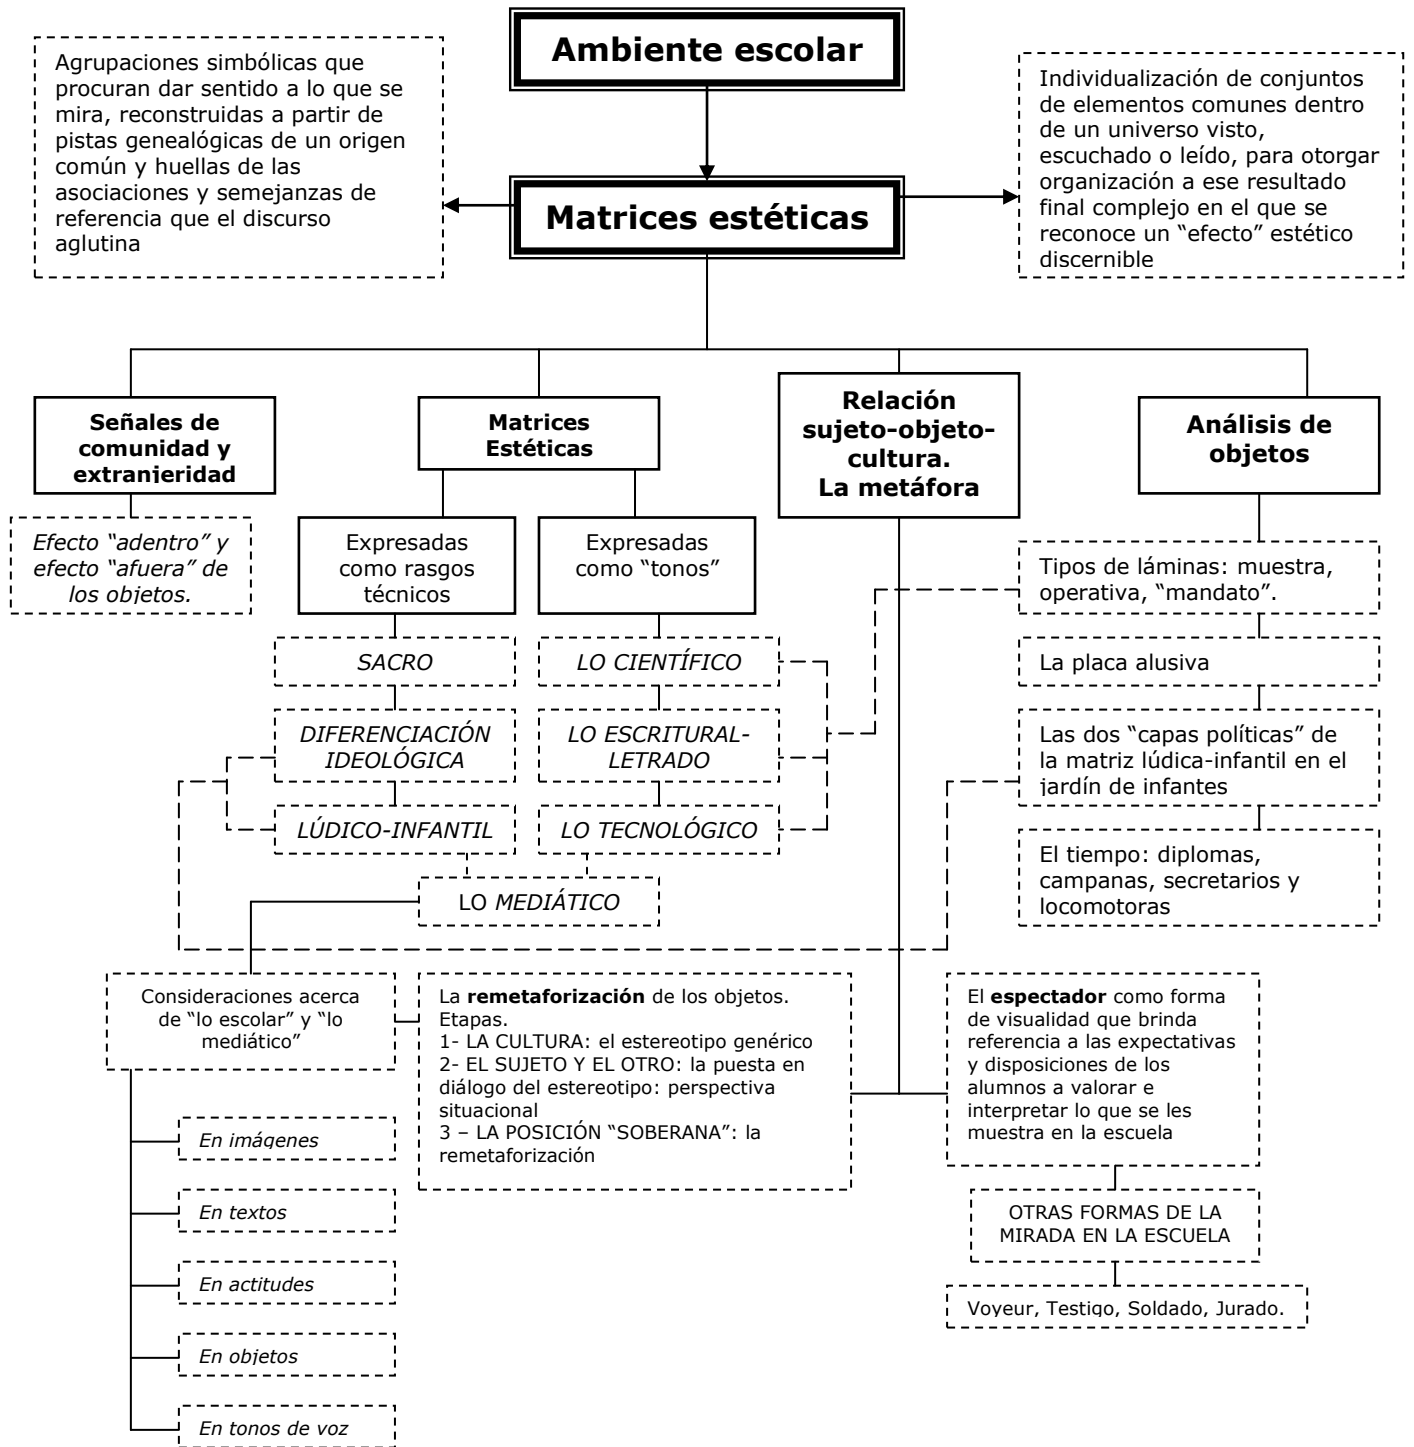 Ambiente escolar
Agrupaciones simbólicas que
procuran dar sentido a lo que se
mira, reconstruidas a partir de
pistas genealógicas de un origen
común y huellas de las
asociaciones y semejanzas de
referencia que el discurso
aglutina
Individualización de conjuntos
de elementos comunes dentro
de un universo visto,
escuchado o leído, para otorgar
organización a ese resultado
final complejo en el que se
reconoce un “efecto” estético
discernible
Matrices estéticas
Señales de
comunidad y
extranjeridad
Matrices
Estéticas
Relación
sujeto-objeto-
cultura.
La metáfora
Análisis de
objetos
Efecto “adentro” y
efecto “afuera” de
los objetos.
Expresadas
como rasgos
técnicos
Expresadas
como “tonos”
Tipos de láminas: muestra,
operativa, “mandato”.
SACRO
LO CIENTÍFICO
La placa alusiva
DIFERENCIACIÓN
IDEOLÓGICA
LO ESCRITURAL-
LETRADO
Las dos “capas políticas” de
la matriz lúdica-infantil en el
jardín de infantes
LÚDICO-INFANTIL
LO TECNOLÓGICO
El tiempo: diplomas,
campanas, secretarios y
locomotoras
LO MEDIÁTICO
Consideraciones acerca
de “lo escolar” y “lo
mediático”
La remetaforización de los objetos.
Etapas.
1- LA CULTURA: el estereotipo genérico
2- EL SUJETO Y EL OTRO: la puesta en
diálogo del estereotipo: perspectiva
situacional
3 – LA POSICIÓN “SOBERANA”: la
remetaforización
El espectador como forma
de visualidad que brinda
referencia a las expectativas
y disposiciones de los
alumnos a valorar e
interpretar lo que se les
muestra en la escuela
En imágenes
En textos
En actitudes
En objetos
En tonos de voz
OTRAS FORMAS DE LA
MIRADA EN LA ESCUELA
Voyeur, Testigo, Soldado, Jurado.